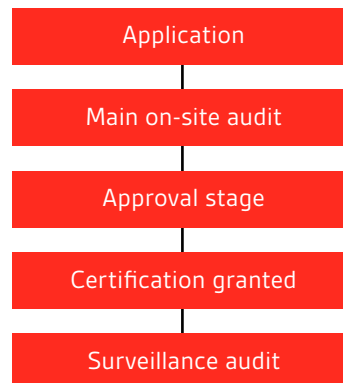 Application
Main on-site audit
Approval stage
Certification granted
Surveillance audit